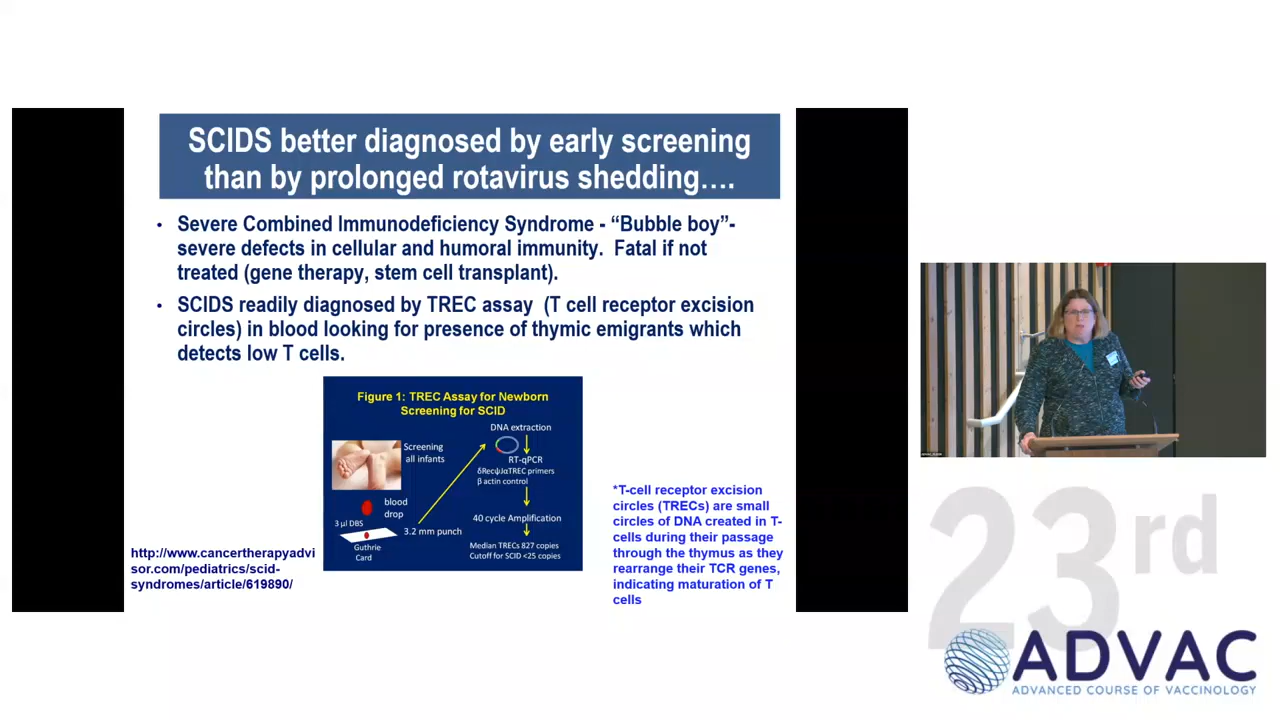 SCIDS better diagnosed by early screening
than by prolonged rotavirus shedding….
• Severe Combined Immunodeficiency Syndrome - “Bubble boy”-
severe defects in cellular and humoral immunity.  Fatal if not
treated (gene therapy, stem cell transplant).
• SCIDS readily diagnosed by TREC assay  (T cell receptor excision
circles) in blood looking for presence of thymic emigrants which
detects low T cells.
Figure 1: TREC Assay for Newborn
Screening for SCID
Screening
all infants
blood
drop
3 µl DBS
Guthrie
Card
3.2 mm punch
DNA extraction
RT-qPCR
δRecψJαTREC primers
β actin control
40 cycle Amplification
Median TRECs 827 copies
Cutoff for SCID <25 copies
http://www.cancertherapyadvi
sor.com/pediatrics/scid-
syndromes/article/619890/
*T-cell receptor excision
circles (TRECs) are small
circles of DNA created in T-
cells during their passage
through the thymus as they
rearrange their TCR genes,
indicating maturation of T
cells
23rd
ADVAC
ADVANCED COURSE OF VACCINOLOGY